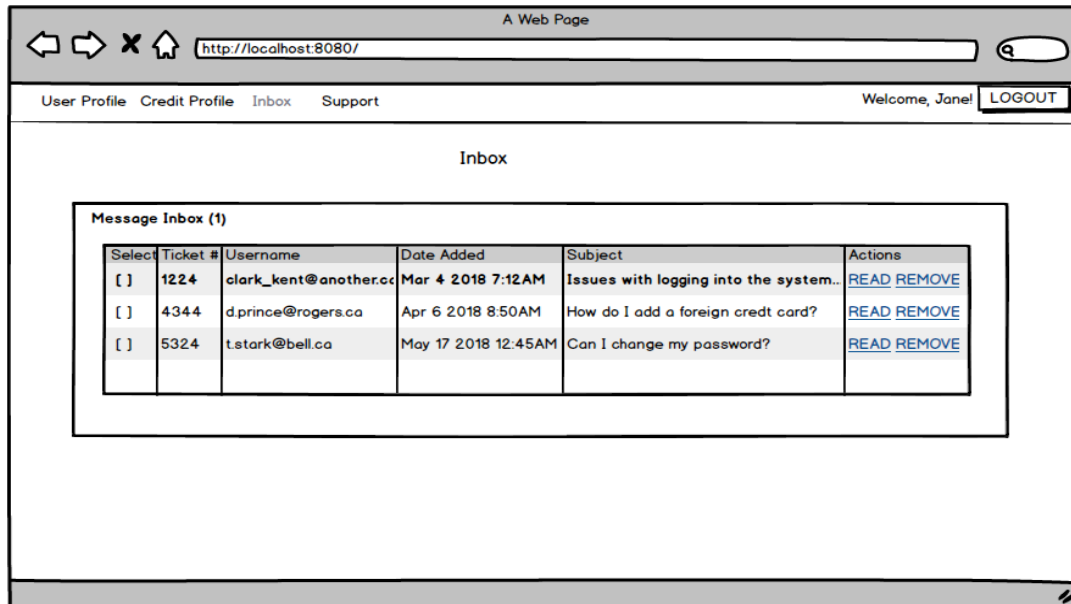 A Web Page
http://localhost:8080/
User Profile Credit Profile Inbox Support Welcome, Jane! LOGOUT
Inbox
Message Inbox (1)
Select Ticket # Username Date Added Subject Actions
[ ] 1224 clark_kent@another.cc Mar 4 2018 7:12AM Issues with logging into the system... READ REMOVE
[ ] 4344 d.prince@rogers.ca Apr 6 2018 8:50AM How do I add a foreign credt card? READ REMOVE
[ ] 5324 t.stark@bell.ca May 17 2018 12:45AM Can I change my password? READ REMOVE